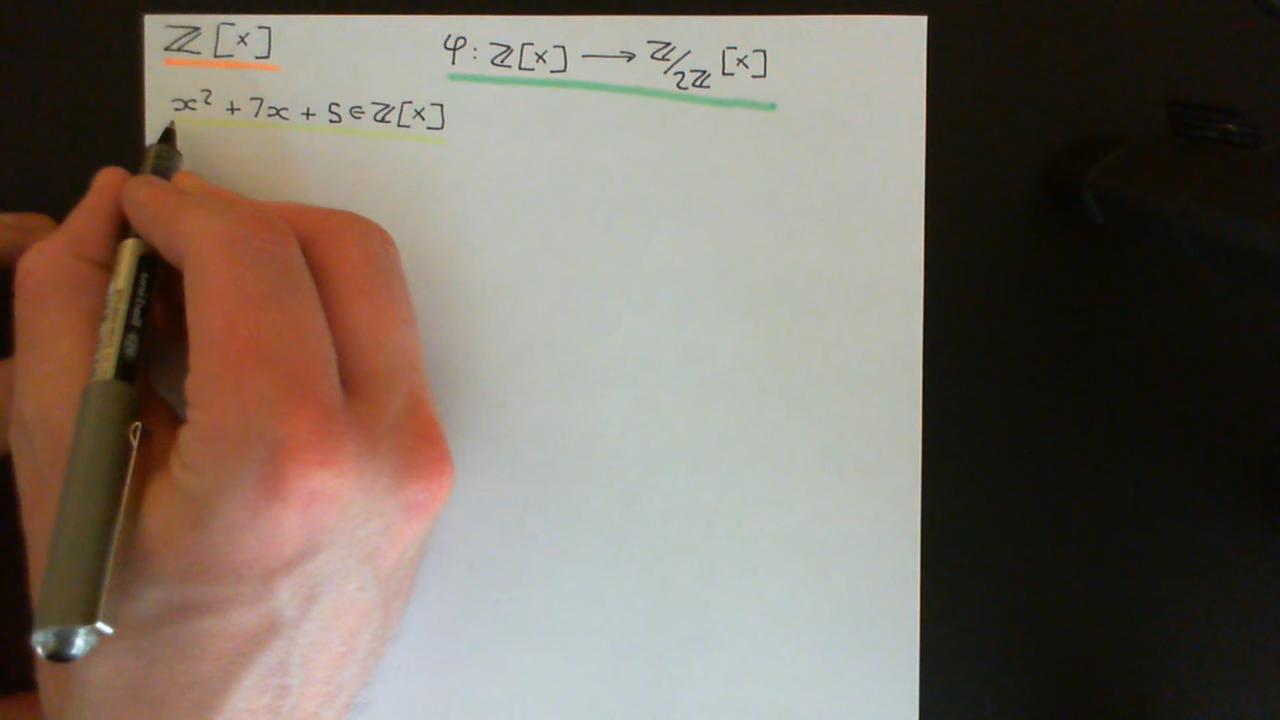 ℤ[x]
φ: ℤ[x] ⟶ ℤ/2ℤ [x]
x² + 7x + 5 ∈ ℤ[x]